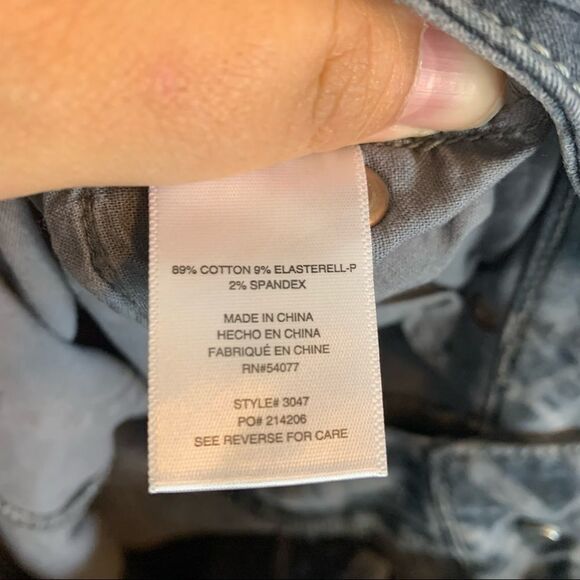 89% COTTON 9% ELASTERELL-P
2% SPANDEX
MADE IN CHINA
HECHO EN CHINA
FABRIQUÉ EN CHINE
RN#54077
STYLE# 3047
PO# 214206
SEE REVERSE FOR CARE